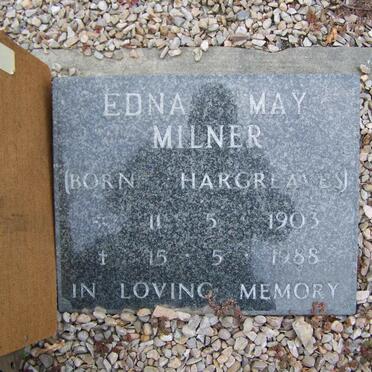 EDNA MAY
MILNER
(BORN HARGREAVES)
* 11 · 5 · 1903
† 15 · 5 · 1988
IN LOVING MEMORY